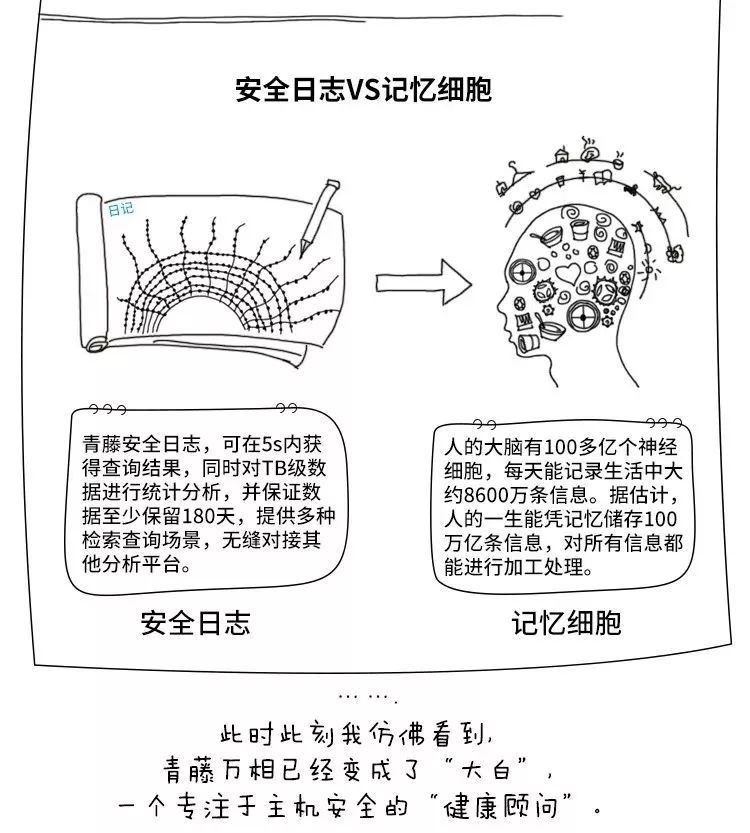 安全日志VS记忆细胞
日记
青藤安全日志，可在5s内获
得查询结果，同时对TB级数
据进行统计分析，并保证数
据至少保留180天，提供多种
检索查询场景，无缝对接其
他分析平台。
人的大脑有100多亿个神经
细胞，每天能记录生活中大
约8600万条信息。据估计，
人的一生能凭记忆储存100
万亿条信息，对所有信息都
能进行加工处理。
安全日志
记忆细胞
… ….
此时此刻我仿佛看到，
青藤万相已经变成了“大白”，
一个专注于主机安全的“健康顾问”。